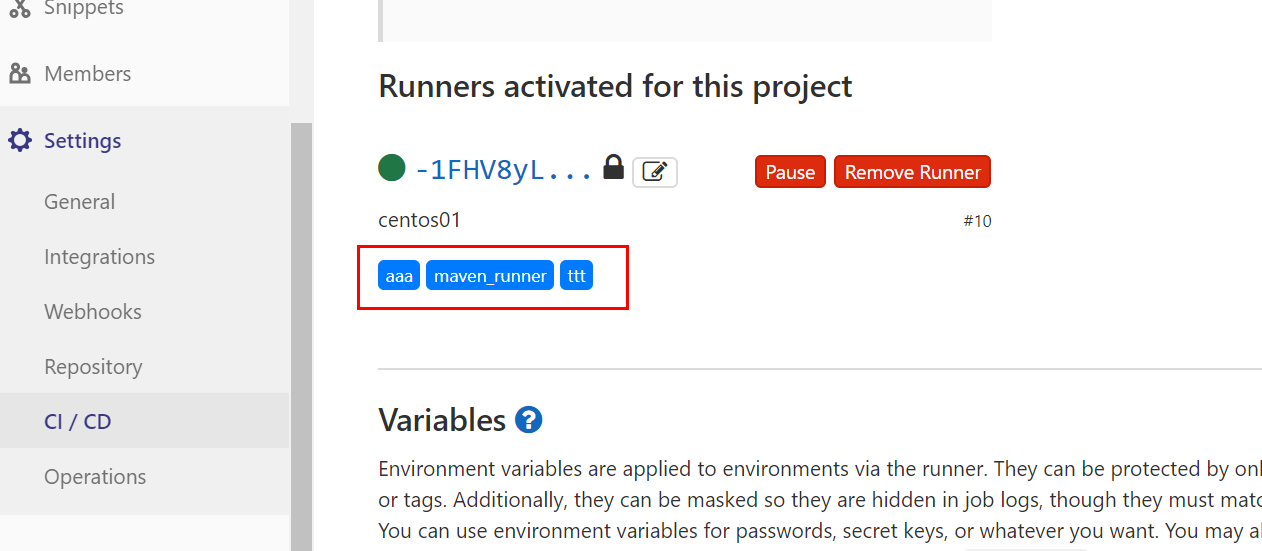 Snippets
Members
Settings
General
Integrations
Webhooks
Repository
CI / CD
Operations
Runners activated for this project
-1FHV8yL...
Pause
Remove Runner
centos01
#10
aaa maven_runner ttt
Variables ?
Environment variables are applied to environments via the runner. They can be protected by onl
or tags. Additionally, they can be masked so they are hidden in job logs, though they must matc
You can use environment variables for passwords, secret keys, or whatever you want. You may al